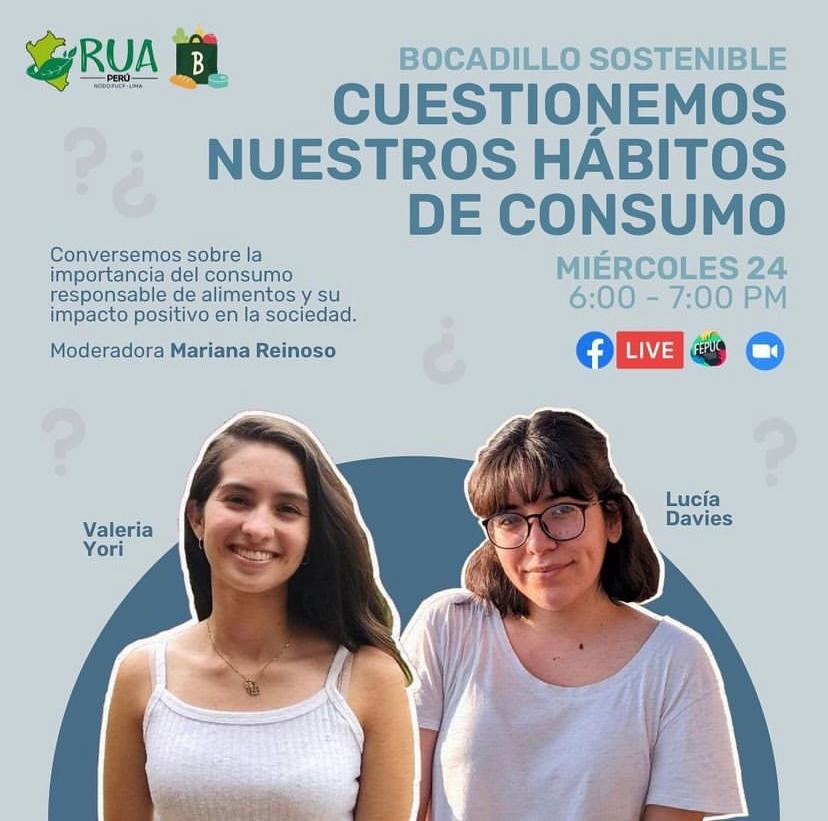 RUA
PERÚ
NODO PUCP - LIMA
B
BOCADILLO SOSTENIBLE
CUESTIONEMOS
NUESTROS HÁBITOS
DE CONSUMO
MIÉRCOLES 24
6:00 - 7:00 PM
Conversemos sobre la
importancia del consumo
responsable de alimentos y su
impacto positivo en la sociedad.
Moderadora Mariana Reinoso
f LIVE FEPUC
? ¿
¿
?
?
Valeria
Yori
Lucía
Davies